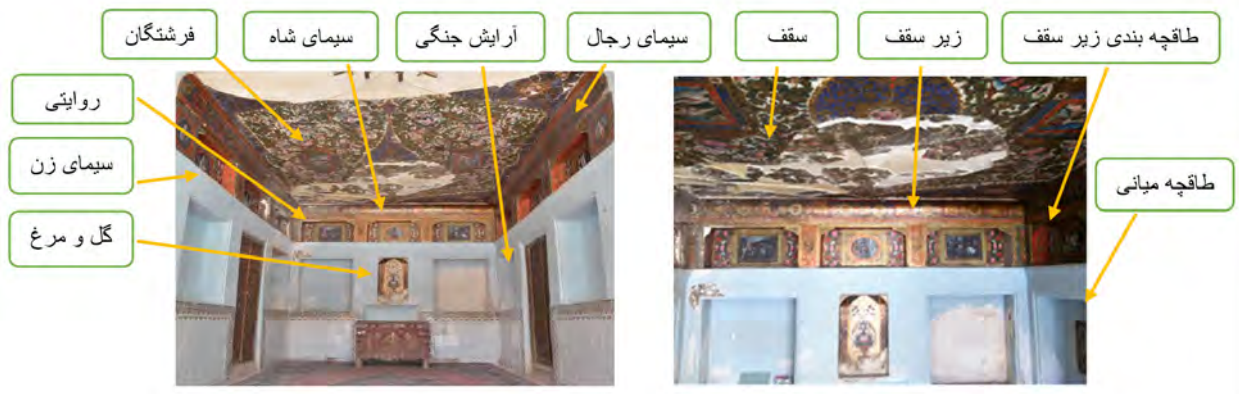 طاقچه بندی زیر سقف
زیر سقف
سقف
سیمای رجال
آرایش جنگی
سیمای شاه
فرشتگان
روایتی
سیمای زن
گل و مرغ
طاقچه میانی